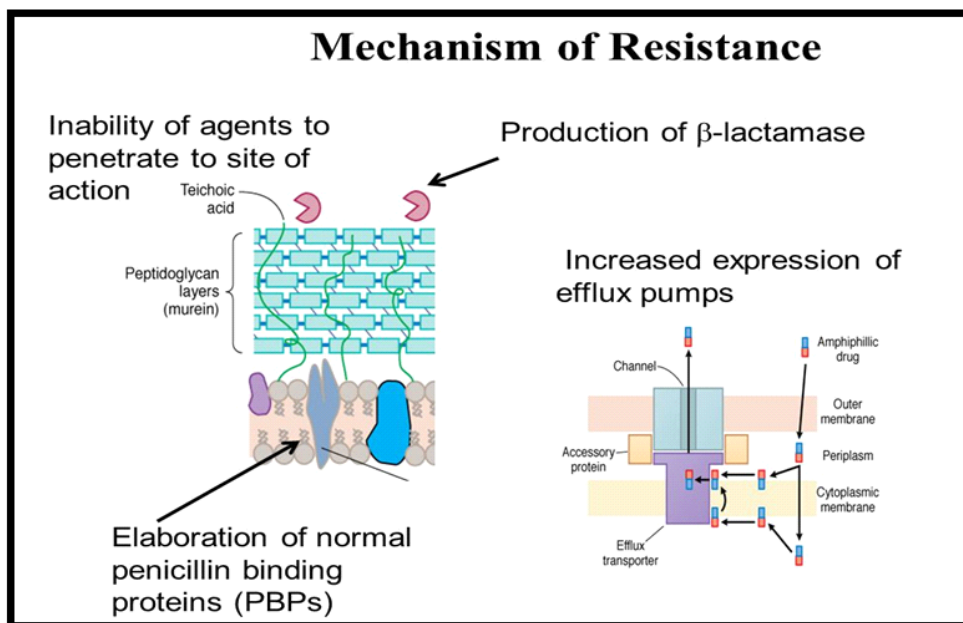 Mechanism of Resistance
Inability of agents to
penetrate to site of
action
Production of β-lactamase
Teichoic
acid
Peptidoglycan
layers
(murein)
Increased expression of
efflux pumps
Amphiphillic
drug
Channel
Outer
membrane
Accessory
protein
Periplasm
Cytoplasmic
membrane
Efflux
transporter
Elaboration of normal
penicillin binding
proteins (PBPs)